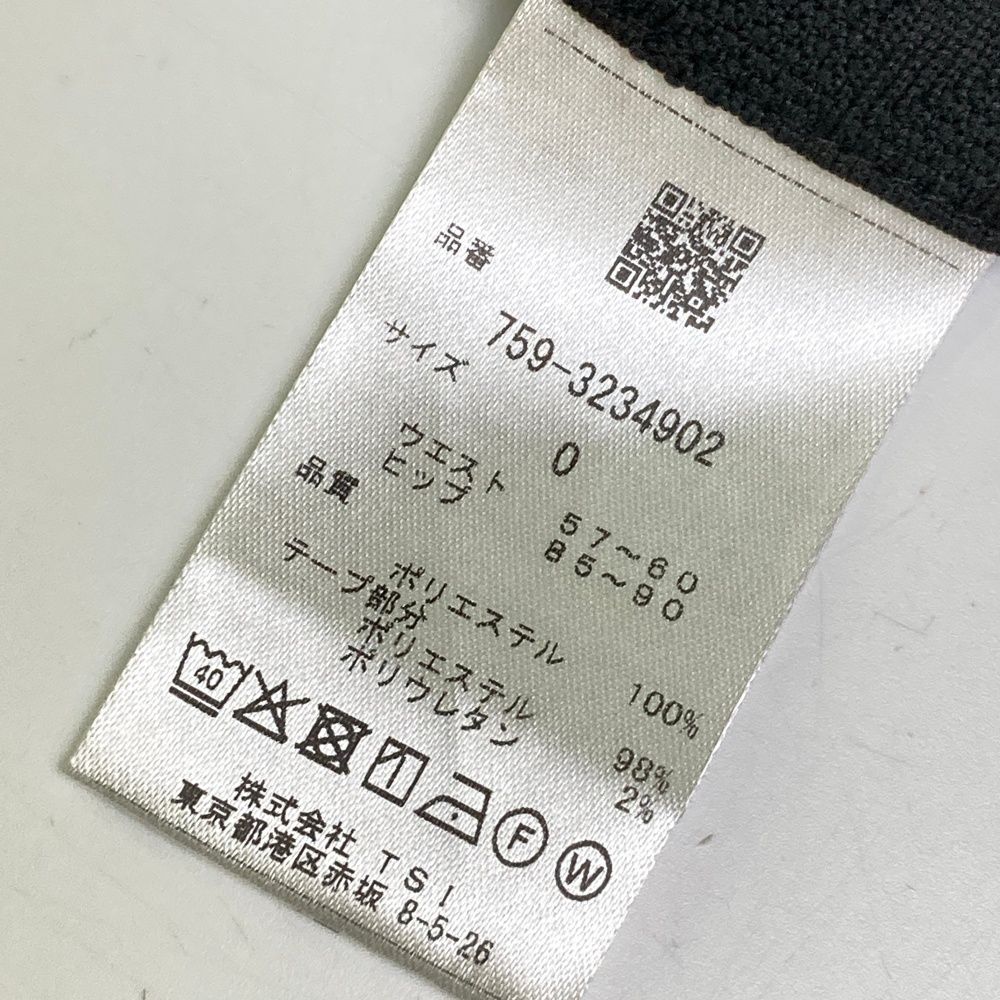 品番
759-3234902
サイズ
0
ウエスト 57～60
ヒップ 85～90
品質
ポリエステル 100%
テープ部分
ポリエステル 98%
ポリウレタン 2%
40
F
W
株式会社 TSI
東京都港区赤坂 8-5-26